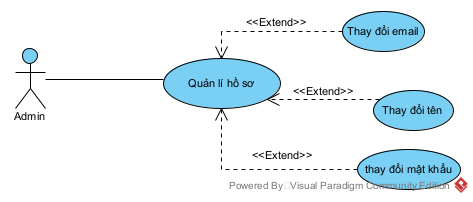 <<Extend>>
Thay đổi email
Quản lí hồ sơ
<<Extend>>
Thay đổi tên
Admin
<<Extend>>
thay đổi mật khẩu
Powered By Visual Paradigm Community Edition